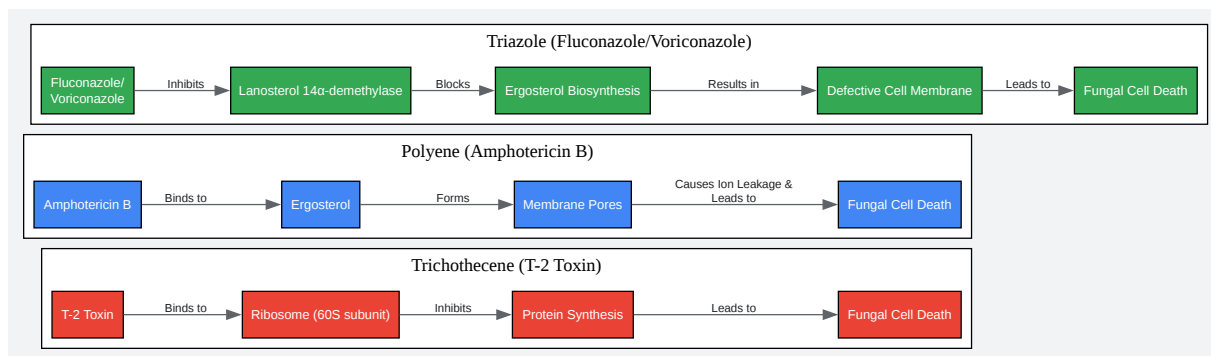 Triazole (Fluconazole/Voriconazole)
Fluconazole/
Voriconazole
Inhibits
Lanosterol 14α-demethylase
Blocks
Ergosterol Biosynthesis
Results in
Defective Cell Membrane
Leads to
Fungal Cell Death
Polyene (Amphotericin B)
Amphotericin B
Binds to
Ergosterol
Forms
Membrane Pores
Causes Ion Leakage &
Leads to
Fungal Cell Death
Trichothecene (T-2 Toxin)
T-2 Toxin
Binds to
Ribosome (60S subunit)
Inhibits
Protein Synthesis
Leads to
Fungal Cell Death